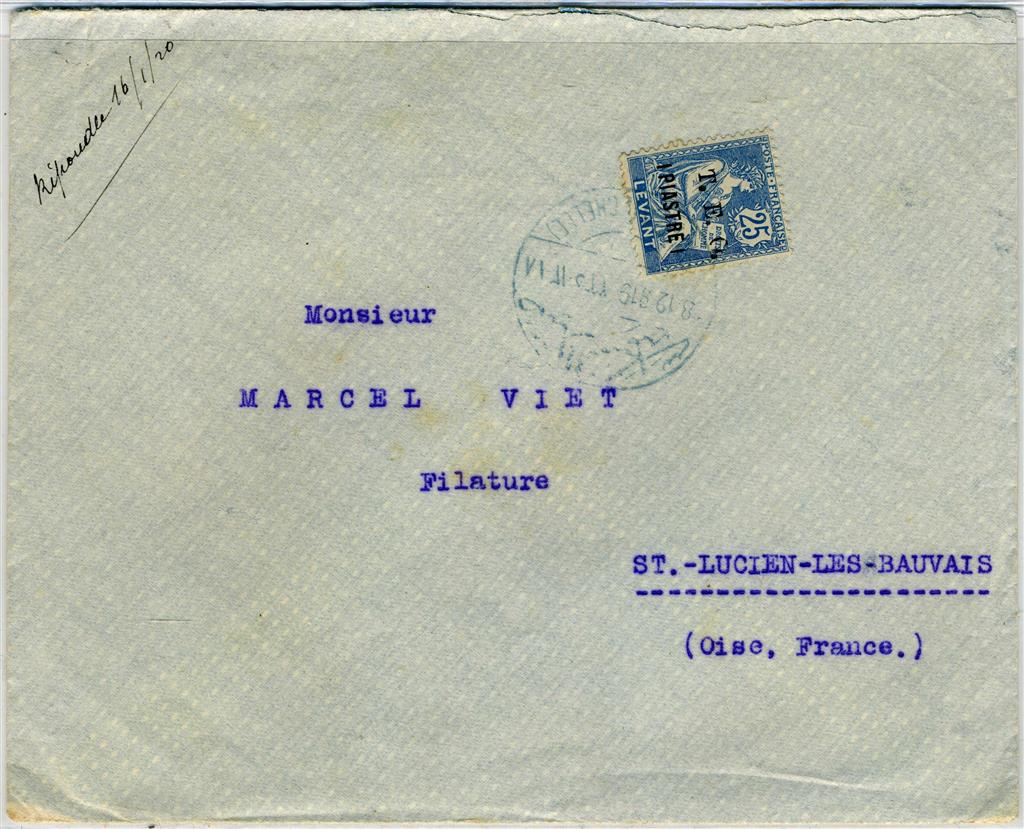 Répondu 16/1/20
POSTE FRANÇAISE
25
T. E. O.
1 PIASTRE 1
LEVANT
Monsieur
MARCEL VIET
Filature
ST.-LUCIEN-LES-BAUVAIS
(Oise, France.)